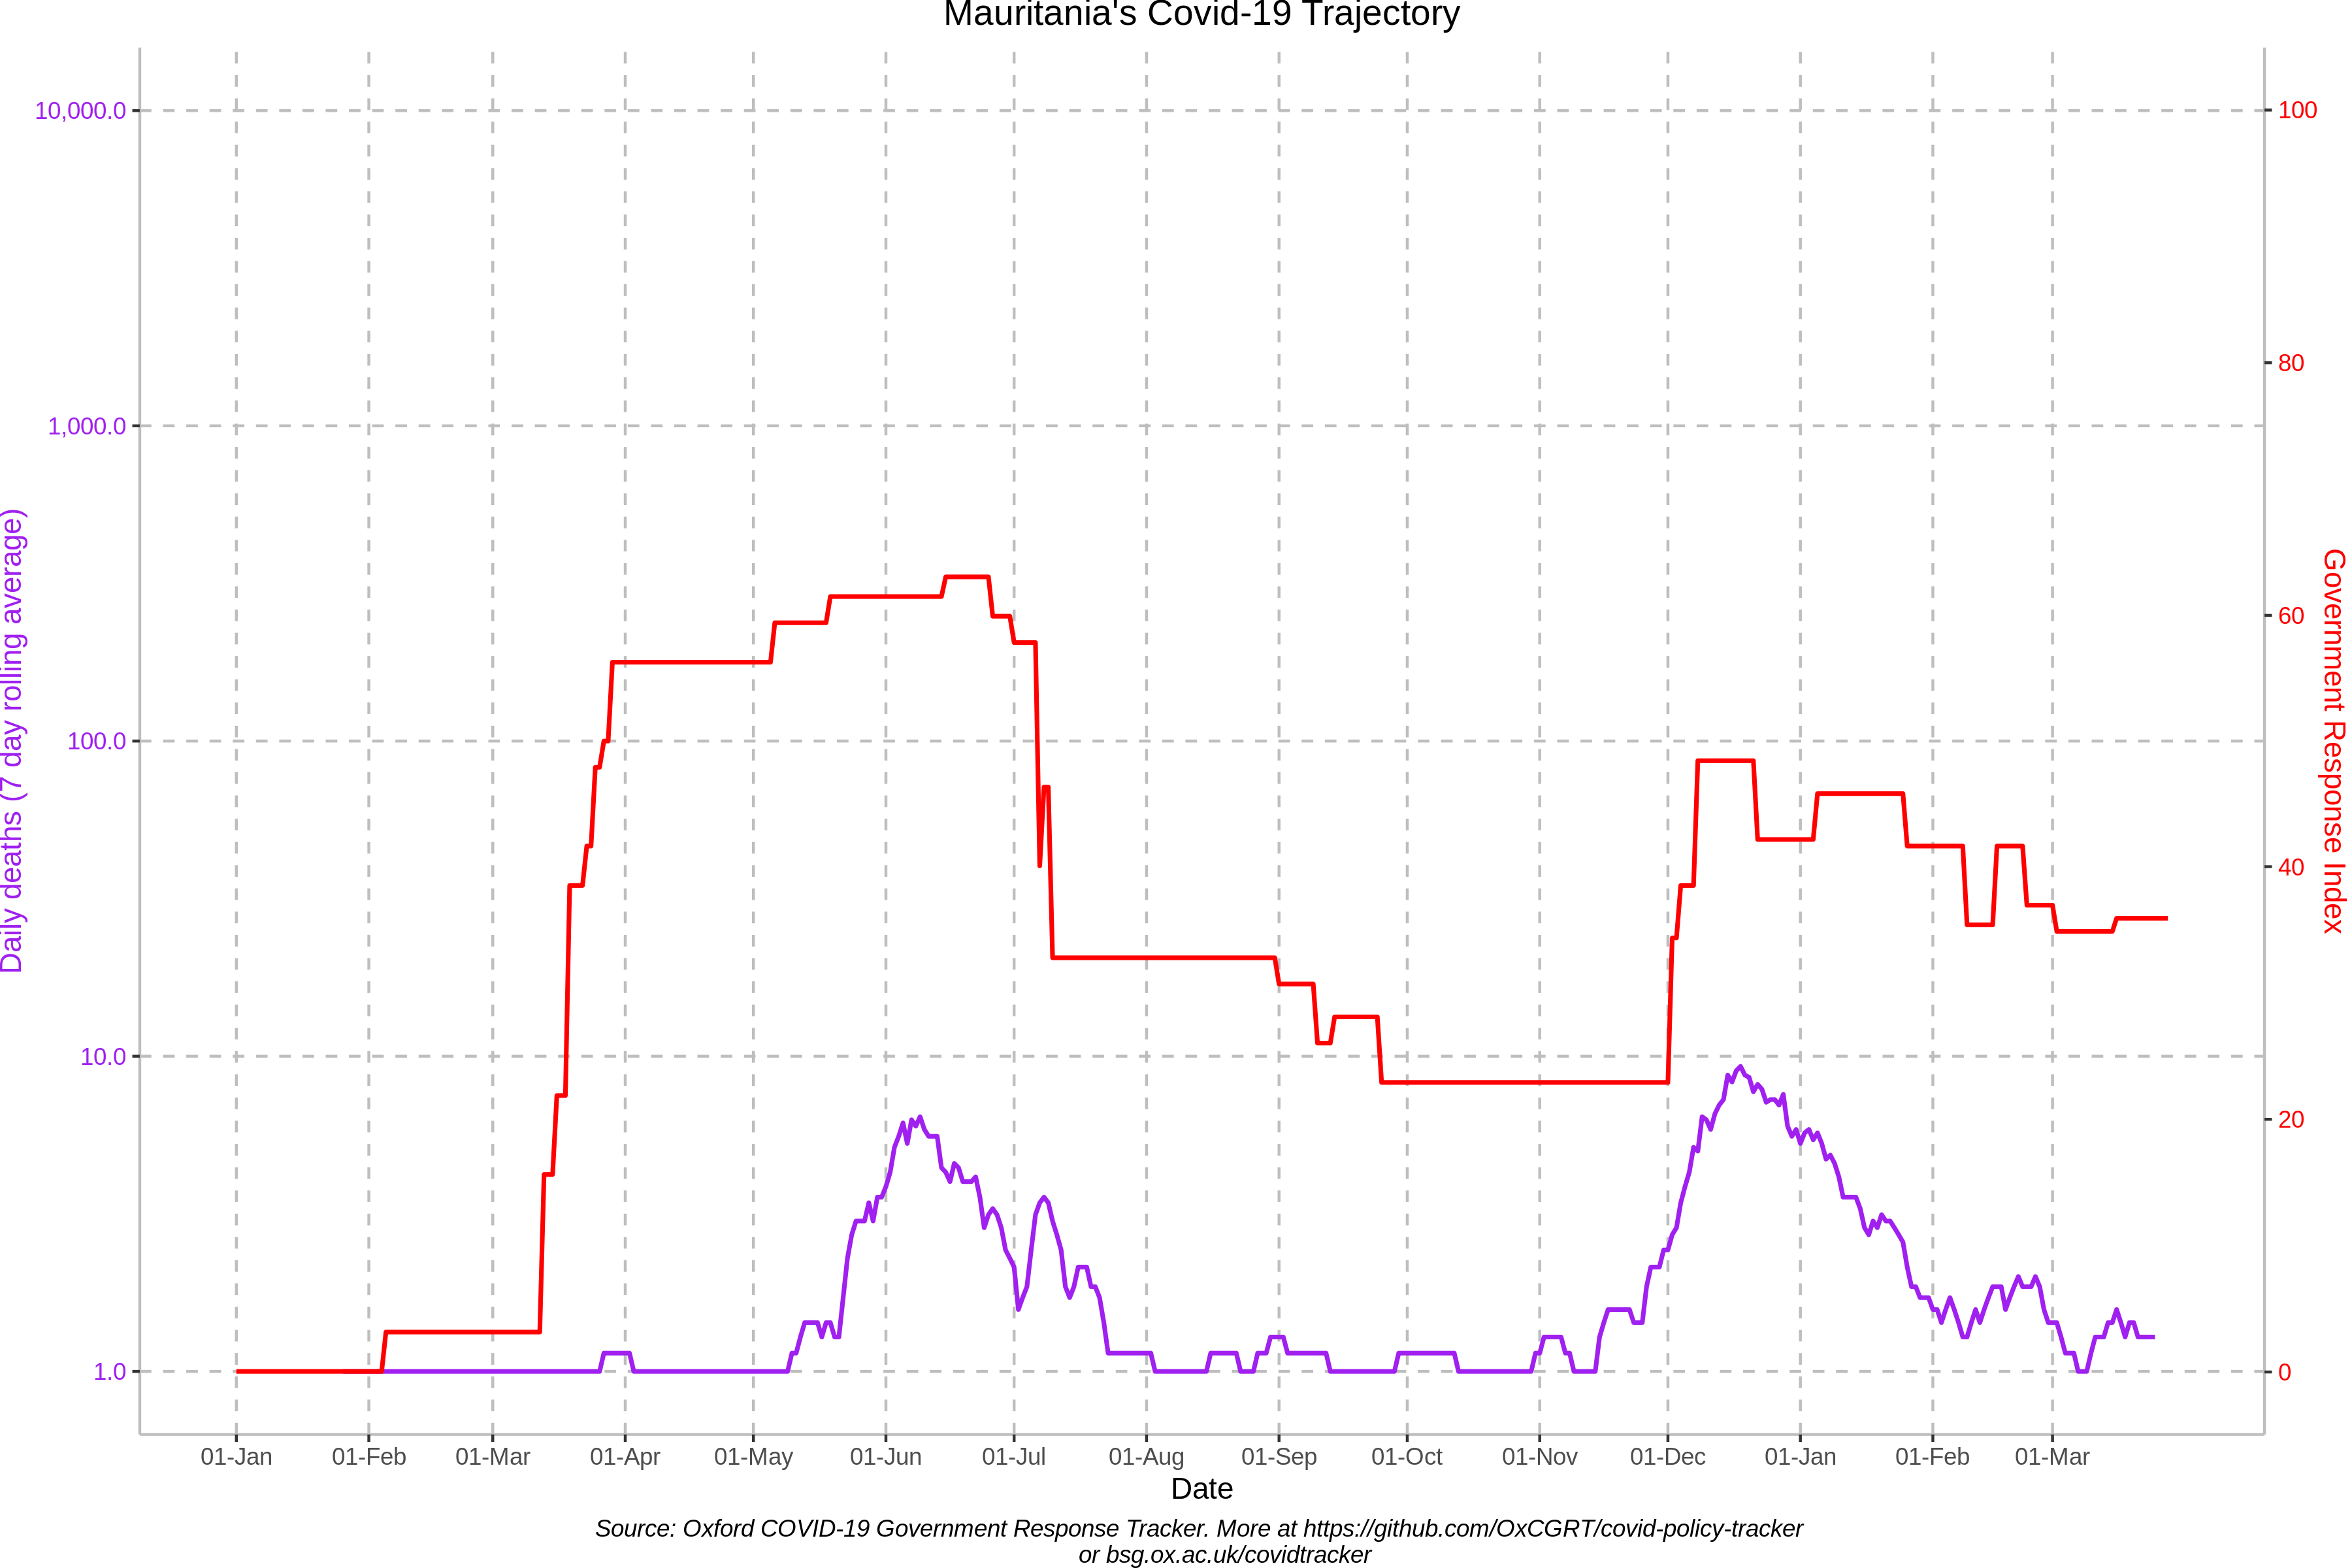 Mauritania's Covid-19 Trajectory
Daily deaths (7 day rolling average)
10,000.0
1,000.0
100.0
10.0
1.0
100
80
60
40
20
0
Government Response Index
01-Jan 01-Feb 01-Mar 01-Apr 01-May 01-Jun 01-Jul 01-Aug 01-Sep 01-Oct 01-Nov 01-Dec 01-Jan 01-Feb 01-Mar
Date
Source: Oxford COVID-19 Government Response Tracker. More at https://github.com/OxCGRT/covid-policy-tracker
or bsg.ox.ac.uk/covidtracker